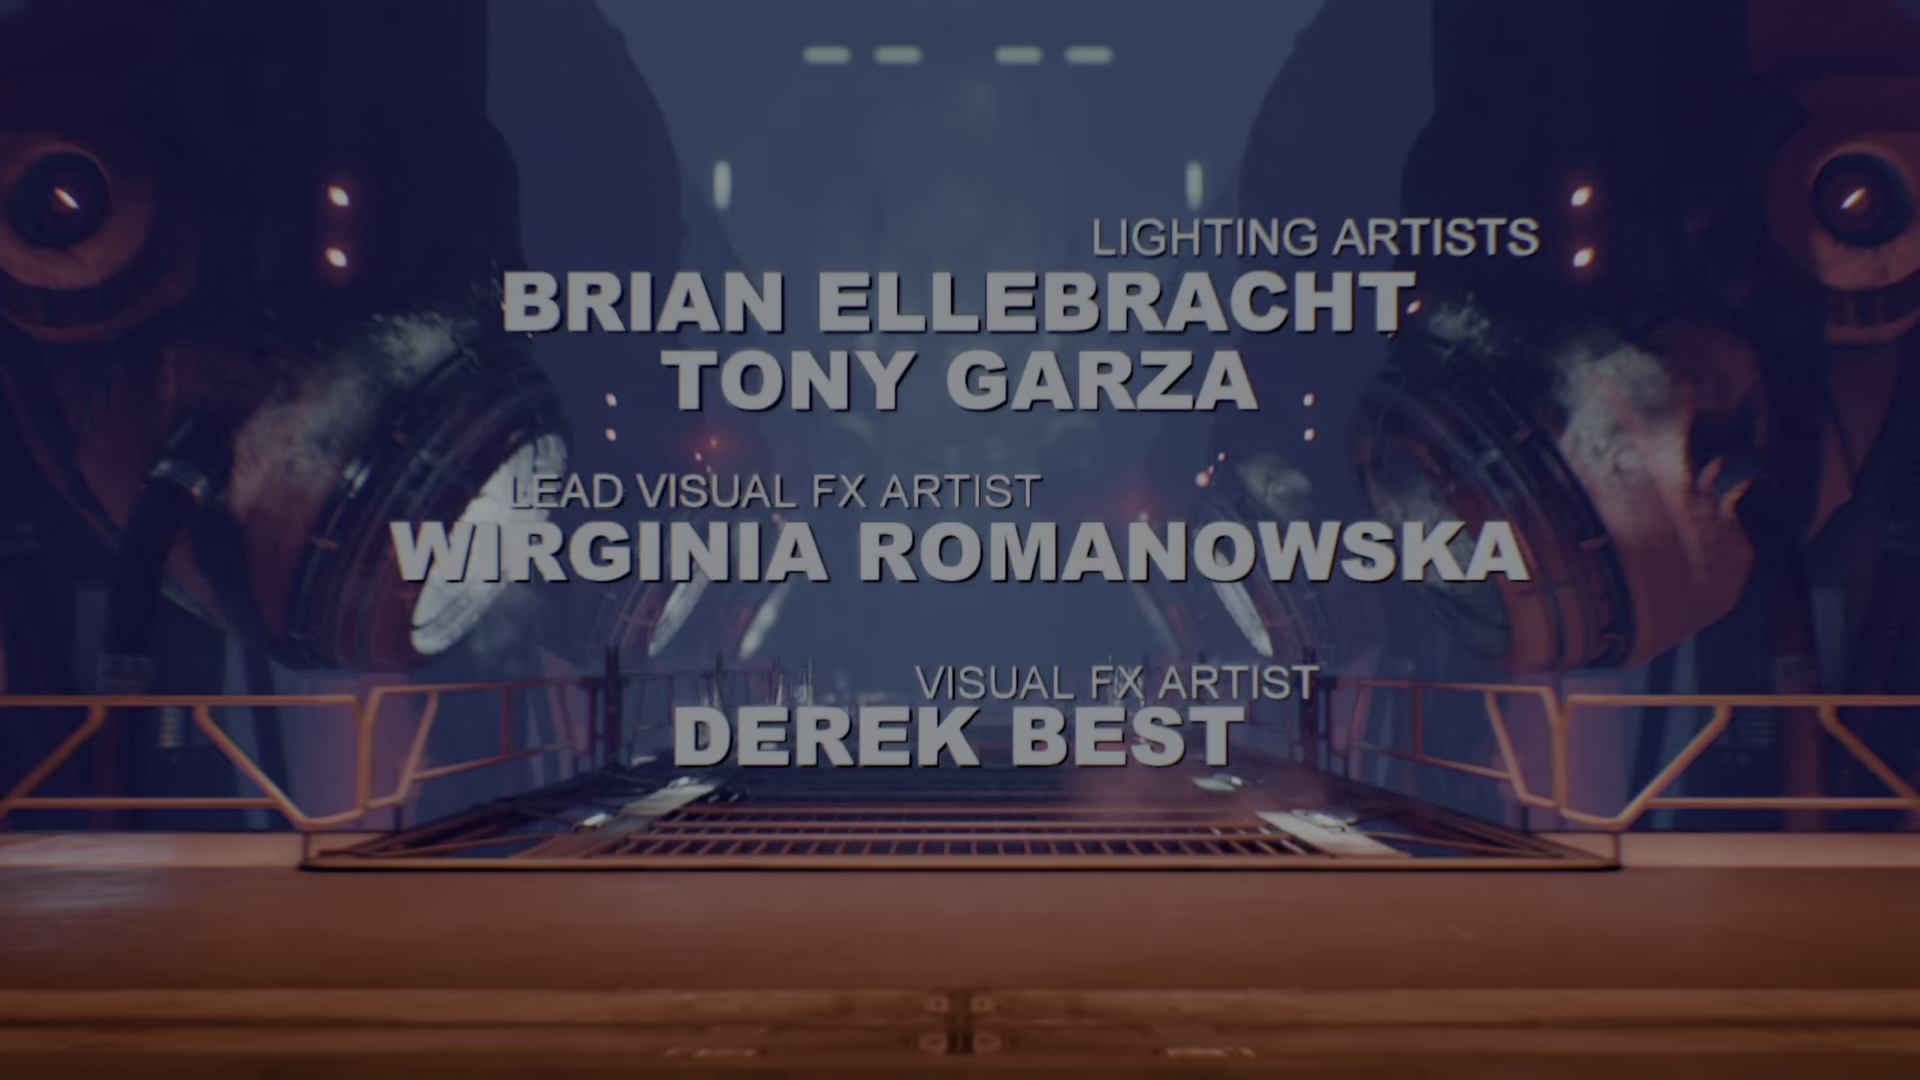 LIGHTING ARTISTS
BRIAN ELLEBRACHT
TONY GARZA
LEAD VISUAL FX ARTIST
WIRGINIA ROMANOWSKA
VISUAL FX ARTIST
DEREK BEST